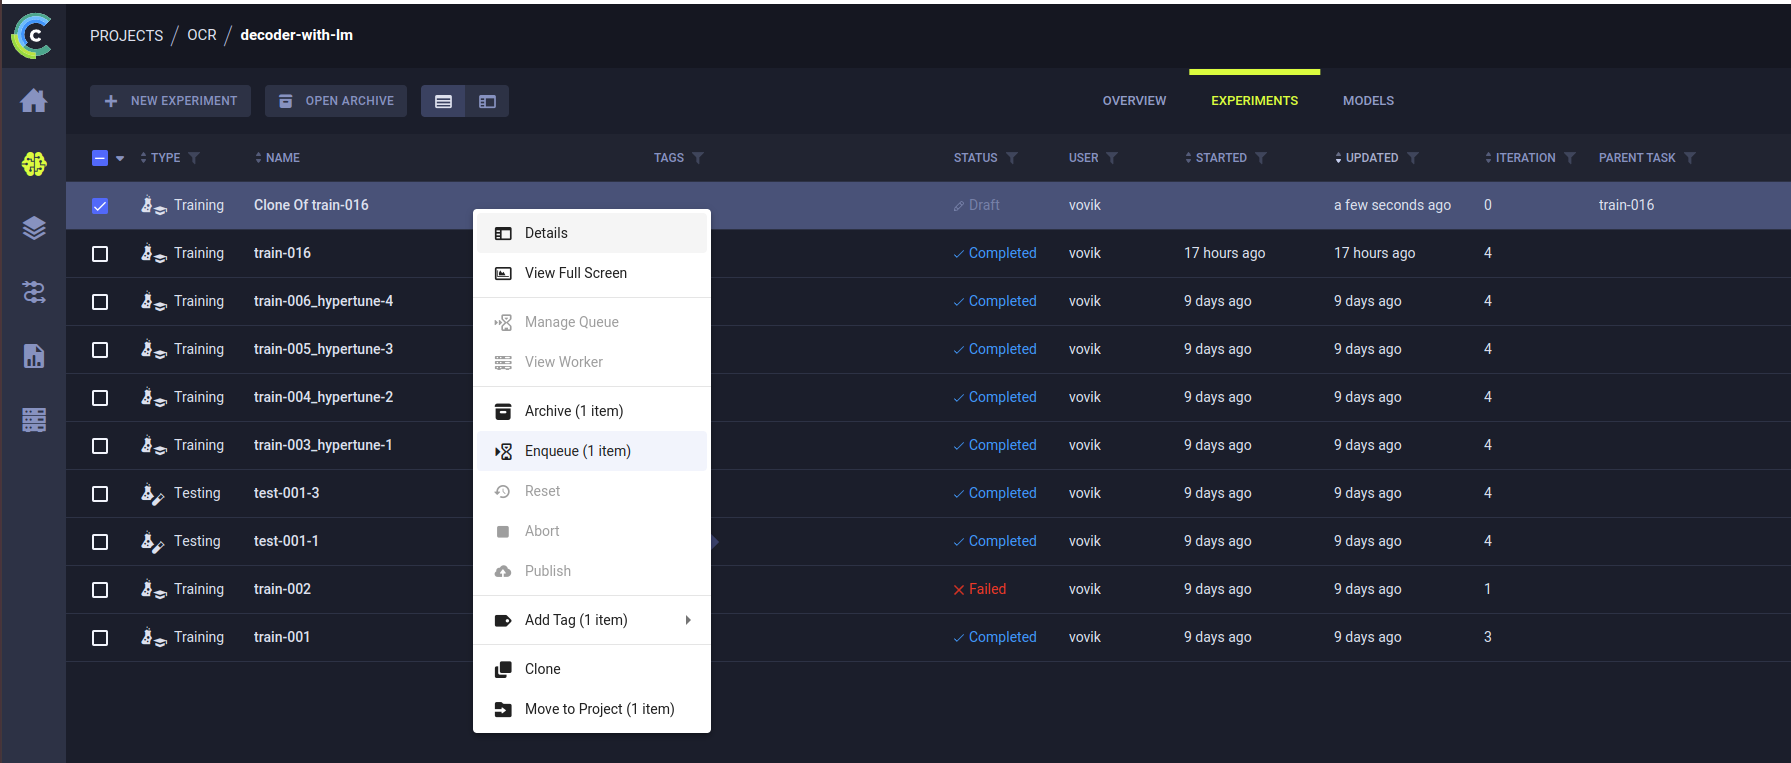 PROJECTS / OCR / decoder-with-lm
NEW EXPERIMENT OPEN ARCHIVE OVERVIEW EXPERIMENTS MODELS
TYPE NAME TAGS STATUS USER STARTED UPDATED ITERATION PARENT TASK
Training Clone Of train-016 Draft vovik a few seconds ago 0 train-016
Training train-016 Completed vovik 17 hours ago 17 hours ago 4
Training train-006_hypertune-4 Completed vovik 9 days ago 9 days ago 4
Training train-005_hypertune-3 Completed vovik 9 days ago 9 days ago 4
Training train-004_hypertune-2 Completed vovik 9 days ago 9 days ago 4
Training train-003_hypertune-1 Completed vovik 9 days ago 9 days ago 4
Testing test-001-3 Completed vovik 9 days ago 9 days ago 4
Testing test-001-1 Completed vovik 9 days ago 9 days ago 4
Training train-002 Failed vovik 9 days ago 9 days ago 1
Training train-001 Completed vovik 9 days ago 9 days ago 3
Details
View Full Screen
Manage Queue
View Worker
Archive (1 item)
Enqueue (1 item)
Reset
Abort
Publish
Add Tag (1 item)
Clone
Move to Project (1 item)